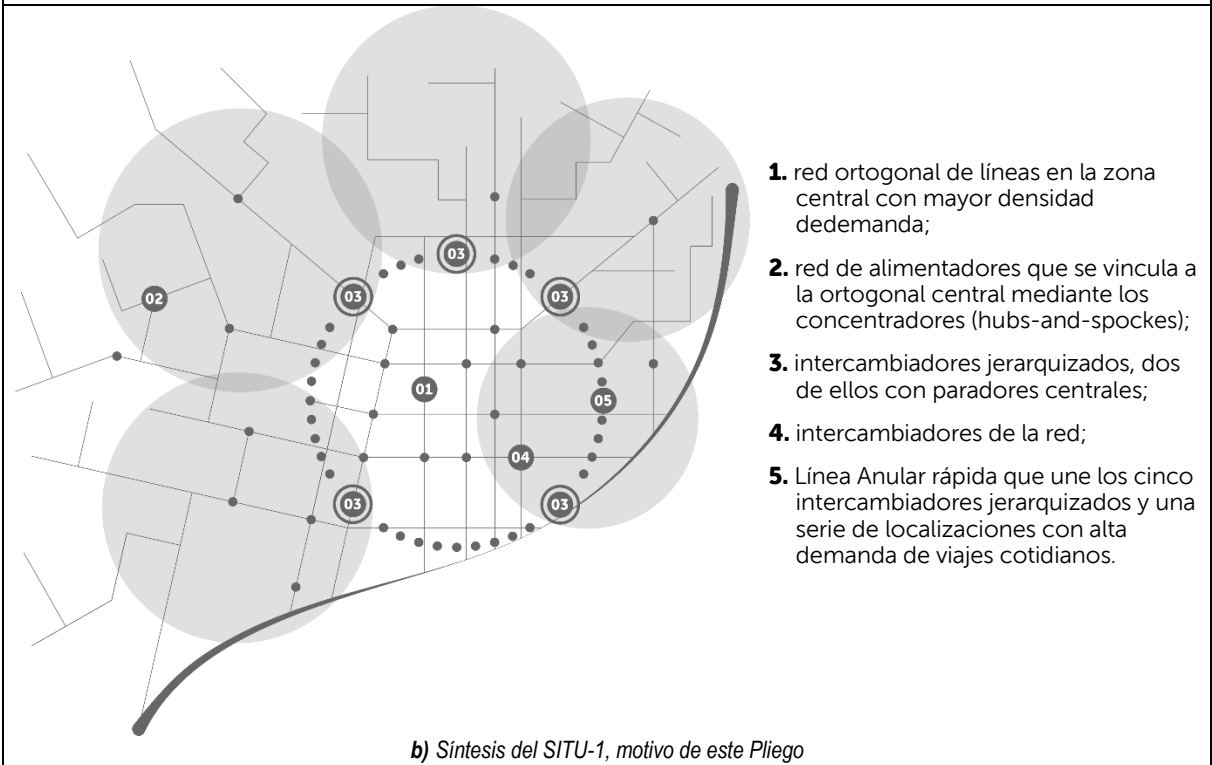 03
03
03
02
01
05
04
03
03
1. red ortogonal de líneas en la zona
central con mayor densidad
dedemanda;
2. red de alimentadores que se vincula a
la ortogonal central mediante los
concentradores (hubs-and-spockes);
3. intercambiadores jerarquizados, dos
de ellos con paradores centrales;
4. intercambiadores de la red;
5. Línea Anular rápida que une los cinco
intercambiadores jerarquizados y una
serie de localizaciones con alta
demanda de viajes cotidianos.
b) Síntesis del SITU-1, motivo de este Pliego